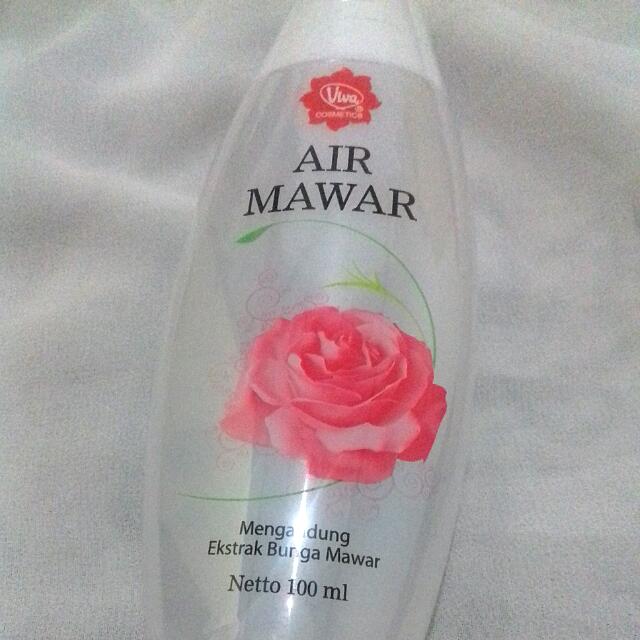 Viva
COSMETICS
AIR
MAWAR
Mengandung
Ekstrak Bunga Mawar
Netto 100 ml